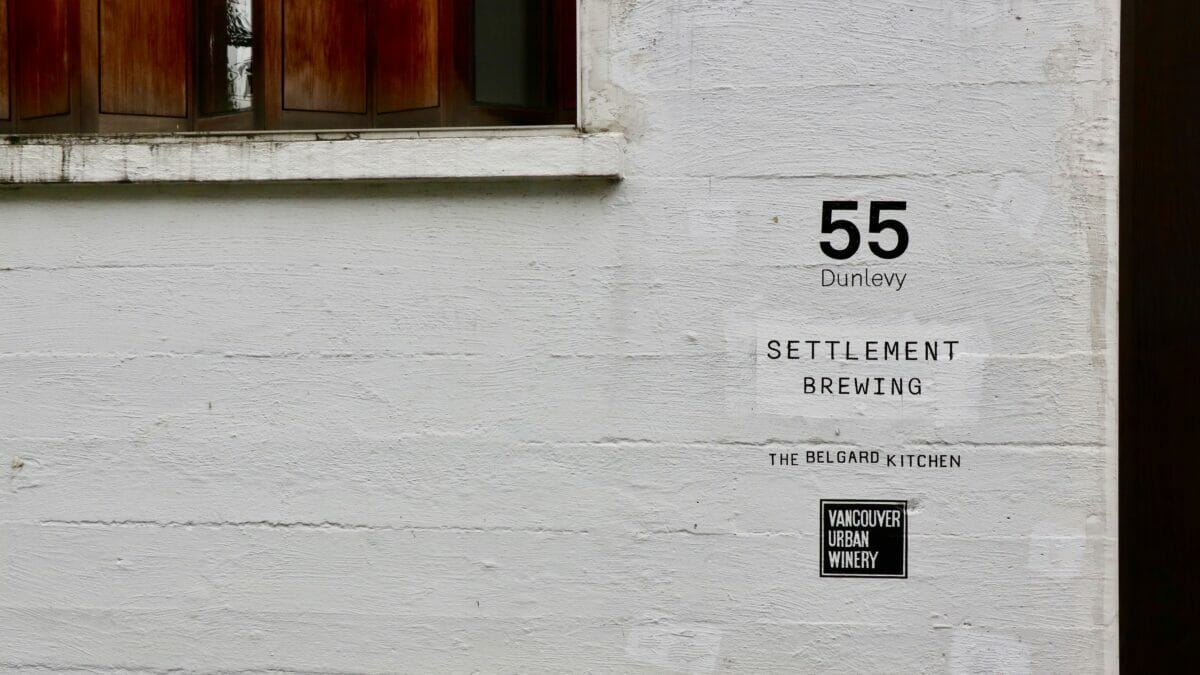 55
Dunlevy
SETTLEMENT
BREWING
THE BELGARD KITCHEN
VANCOUVER
URBAN
WINERY